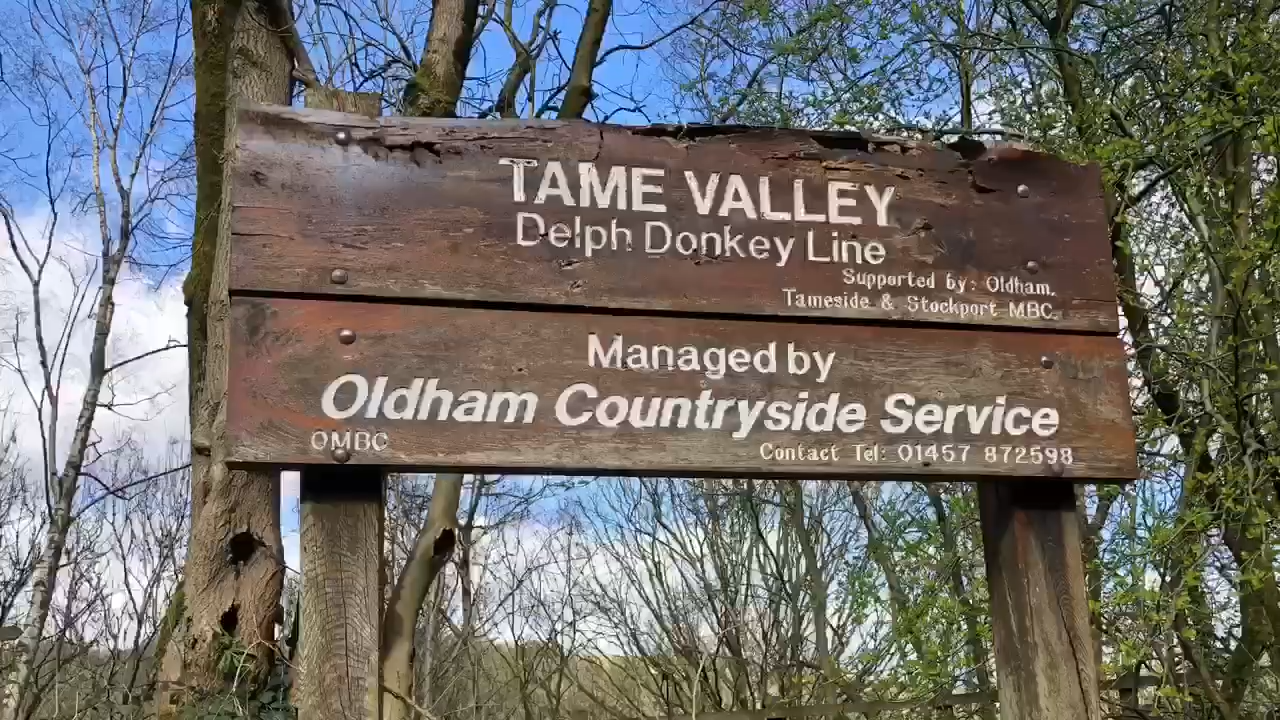 TAME VALLEY
Delph Donkey Line
Supported by: Oldham.
Tameside & Stockport MBC.
Managed by
Oldham Countryside Service
OMBC
Contact Tel: 01457 872598